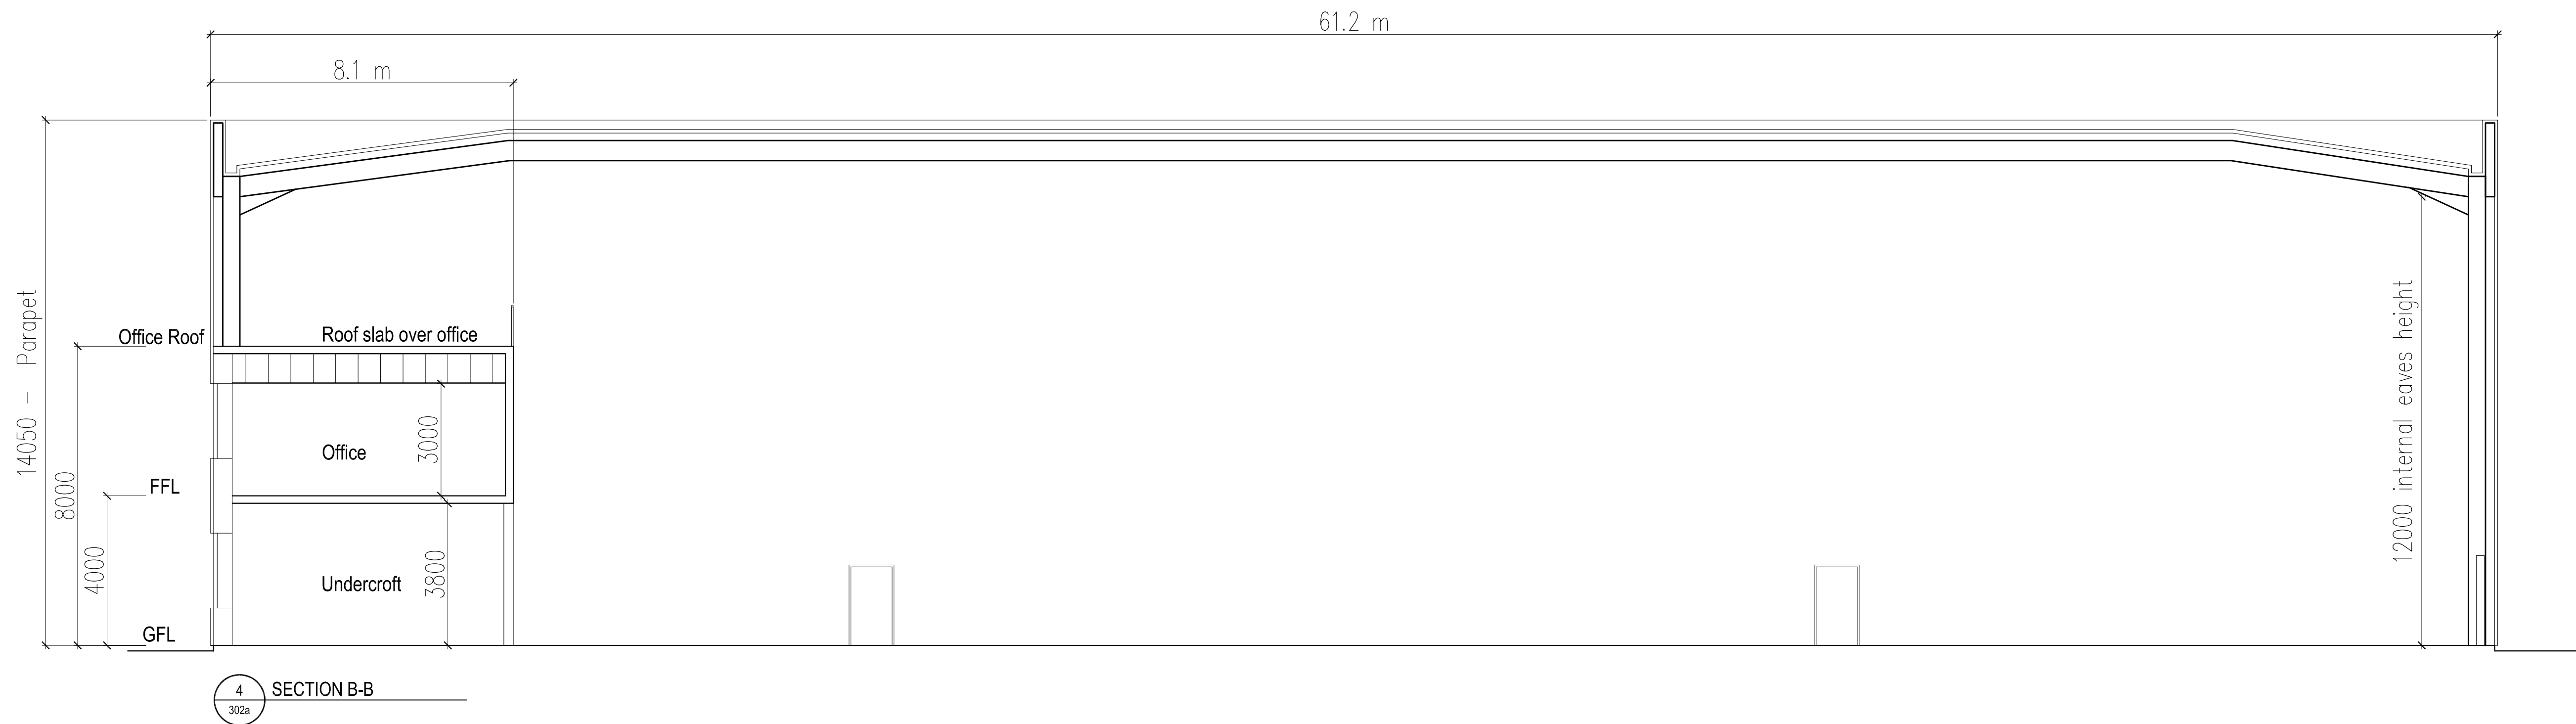 61.2 m
8.1 m
14050 - Parapet
Office Roof
Roof slab over office
12000 internal eaves height
8000
3000
Office
FFL
4000
3800
Undercroft
GFL
4
302a
SECTION B-B